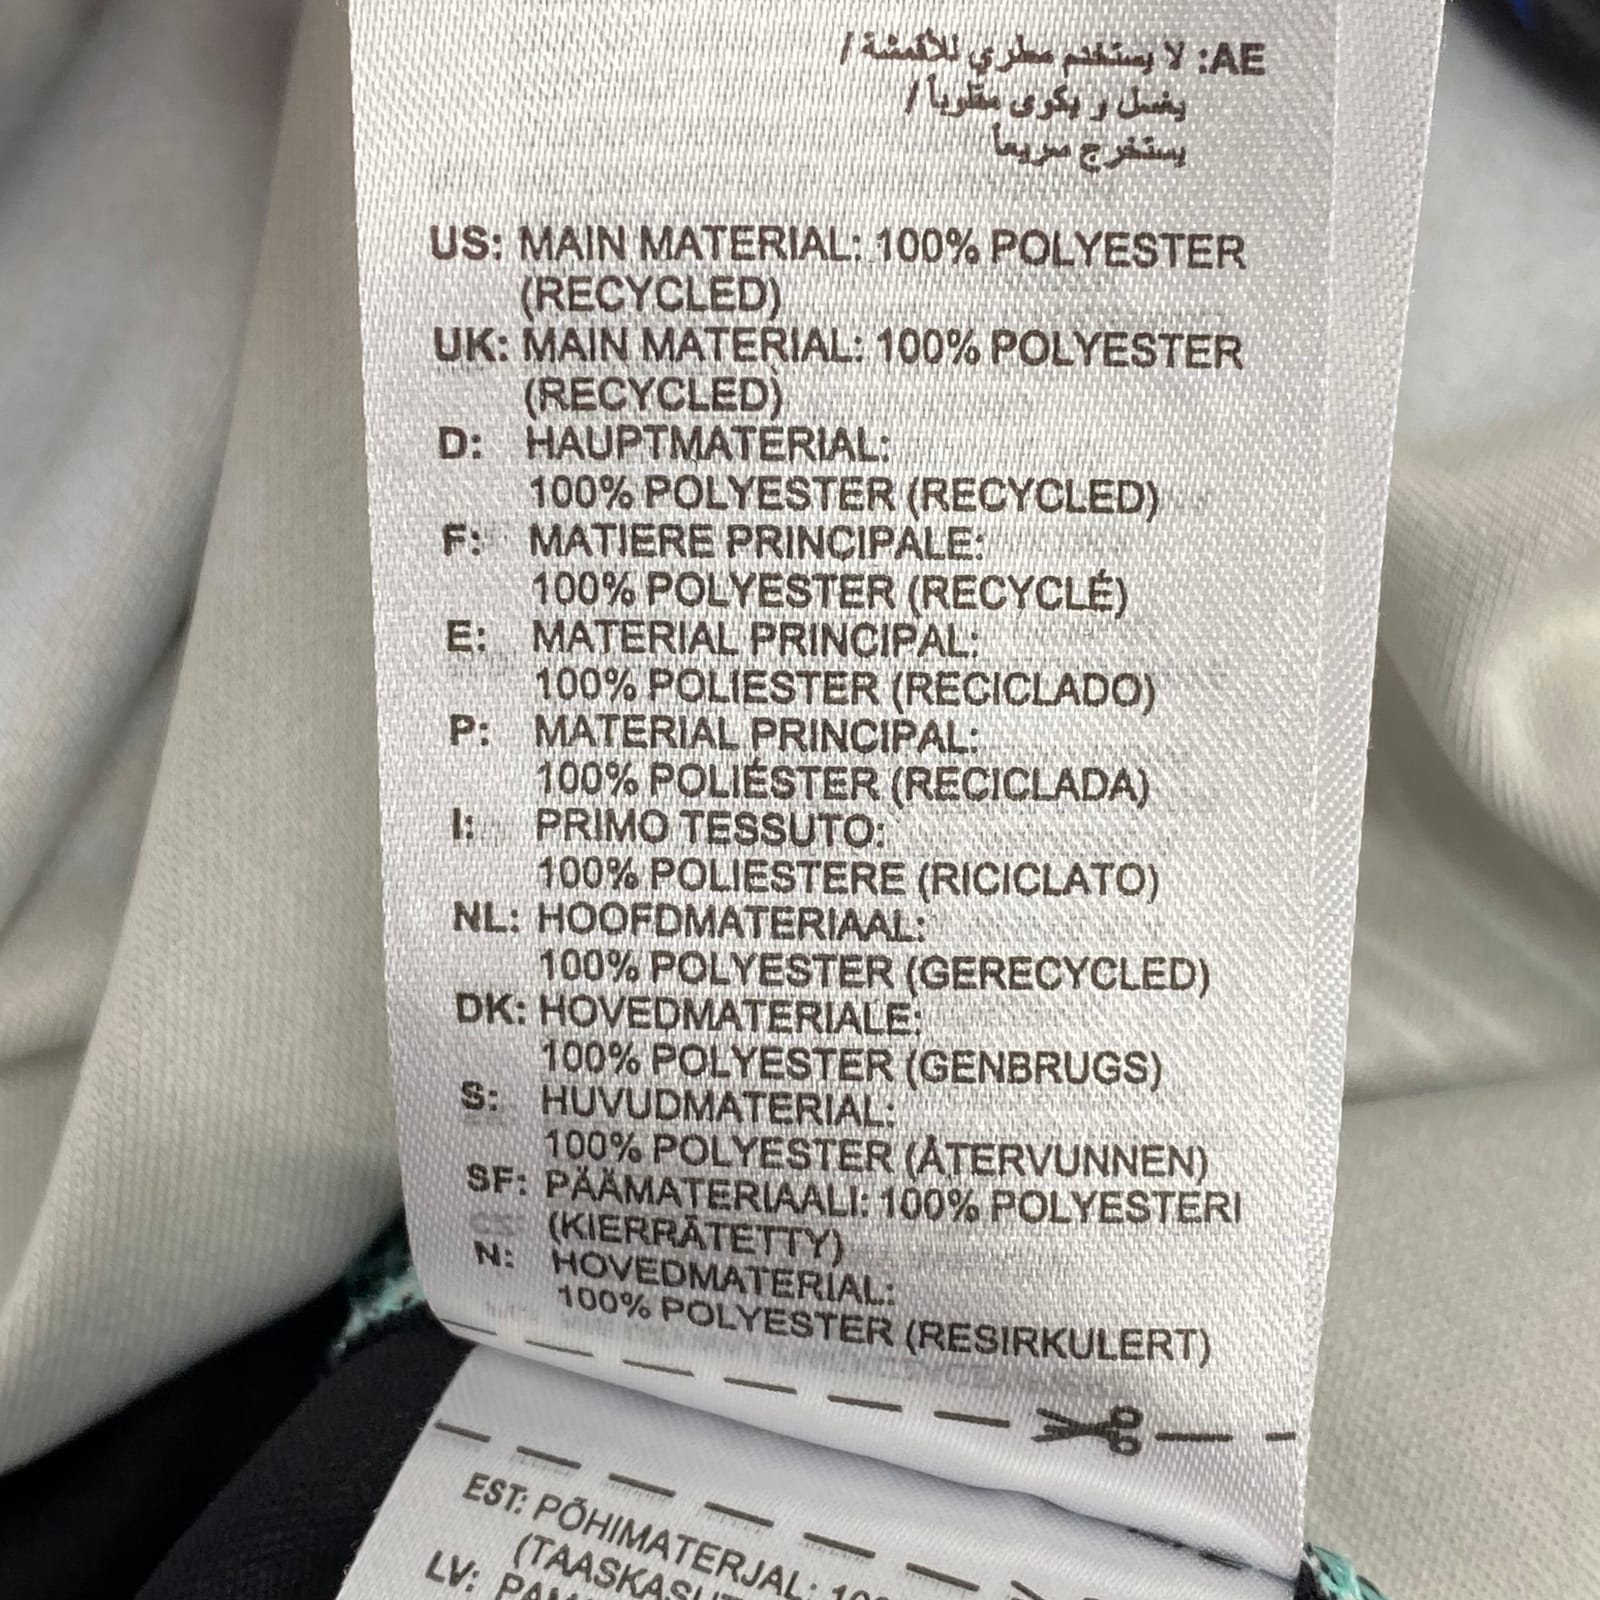 AE: لا يستخدم مطري للأقمشة/
يغسل و يكوى مقلوباً/
يستخرج سريعاً
US: MAIN MATERIAL: 100% POLYESTER
(RECYCLED)
UK: MAIN MATERIAL: 100% POLYESTER
(RECYCLED)
D: HAUPTMATERIAL:
100% POLYESTER (RECYCLED)
F: MATIERE PRINCIPALE:
100% POLYESTER (RECYCLÉ)
E: MATERIAL PRINCIPAL:
100% POLIESTER (RECICLADO)
P: MATERIAL PRINCIPAL:
100% POLIÉSTER (RECICLADA)
I: PRIMO TESSUTO:
100% POLIESTERE (RICICLATO)
NL: HOOFDMATERIAAL:
100% POLYESTER (GERECYCLED)
DK: HOVEDMATERIALE:
100% POLYESTER (GENBRUGS)
S: HUVUDMATERIAL:
100% POLYESTER (ÅTERVUNNEN)
SF: PÄÄMATERIAALI: 100% POLYESTERI
(KIERRÄTETTY)
N: HOVEDMATERIAL:
100% POLYESTER (RESIRKULERT)
EST: PÕHIMATERJAL:
LV: